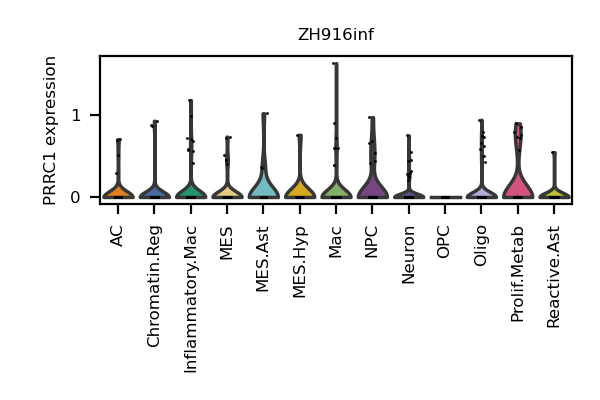 ZH916inf
PRRC1 expression
1
0
AC
Chromatin.Reg
Inflammatory.Mac
MES
MES.Ast
MES.Hyp
Mac
NPC
Neuron
OPC
Oligo
Prolif.Metab
Reactive.Ast